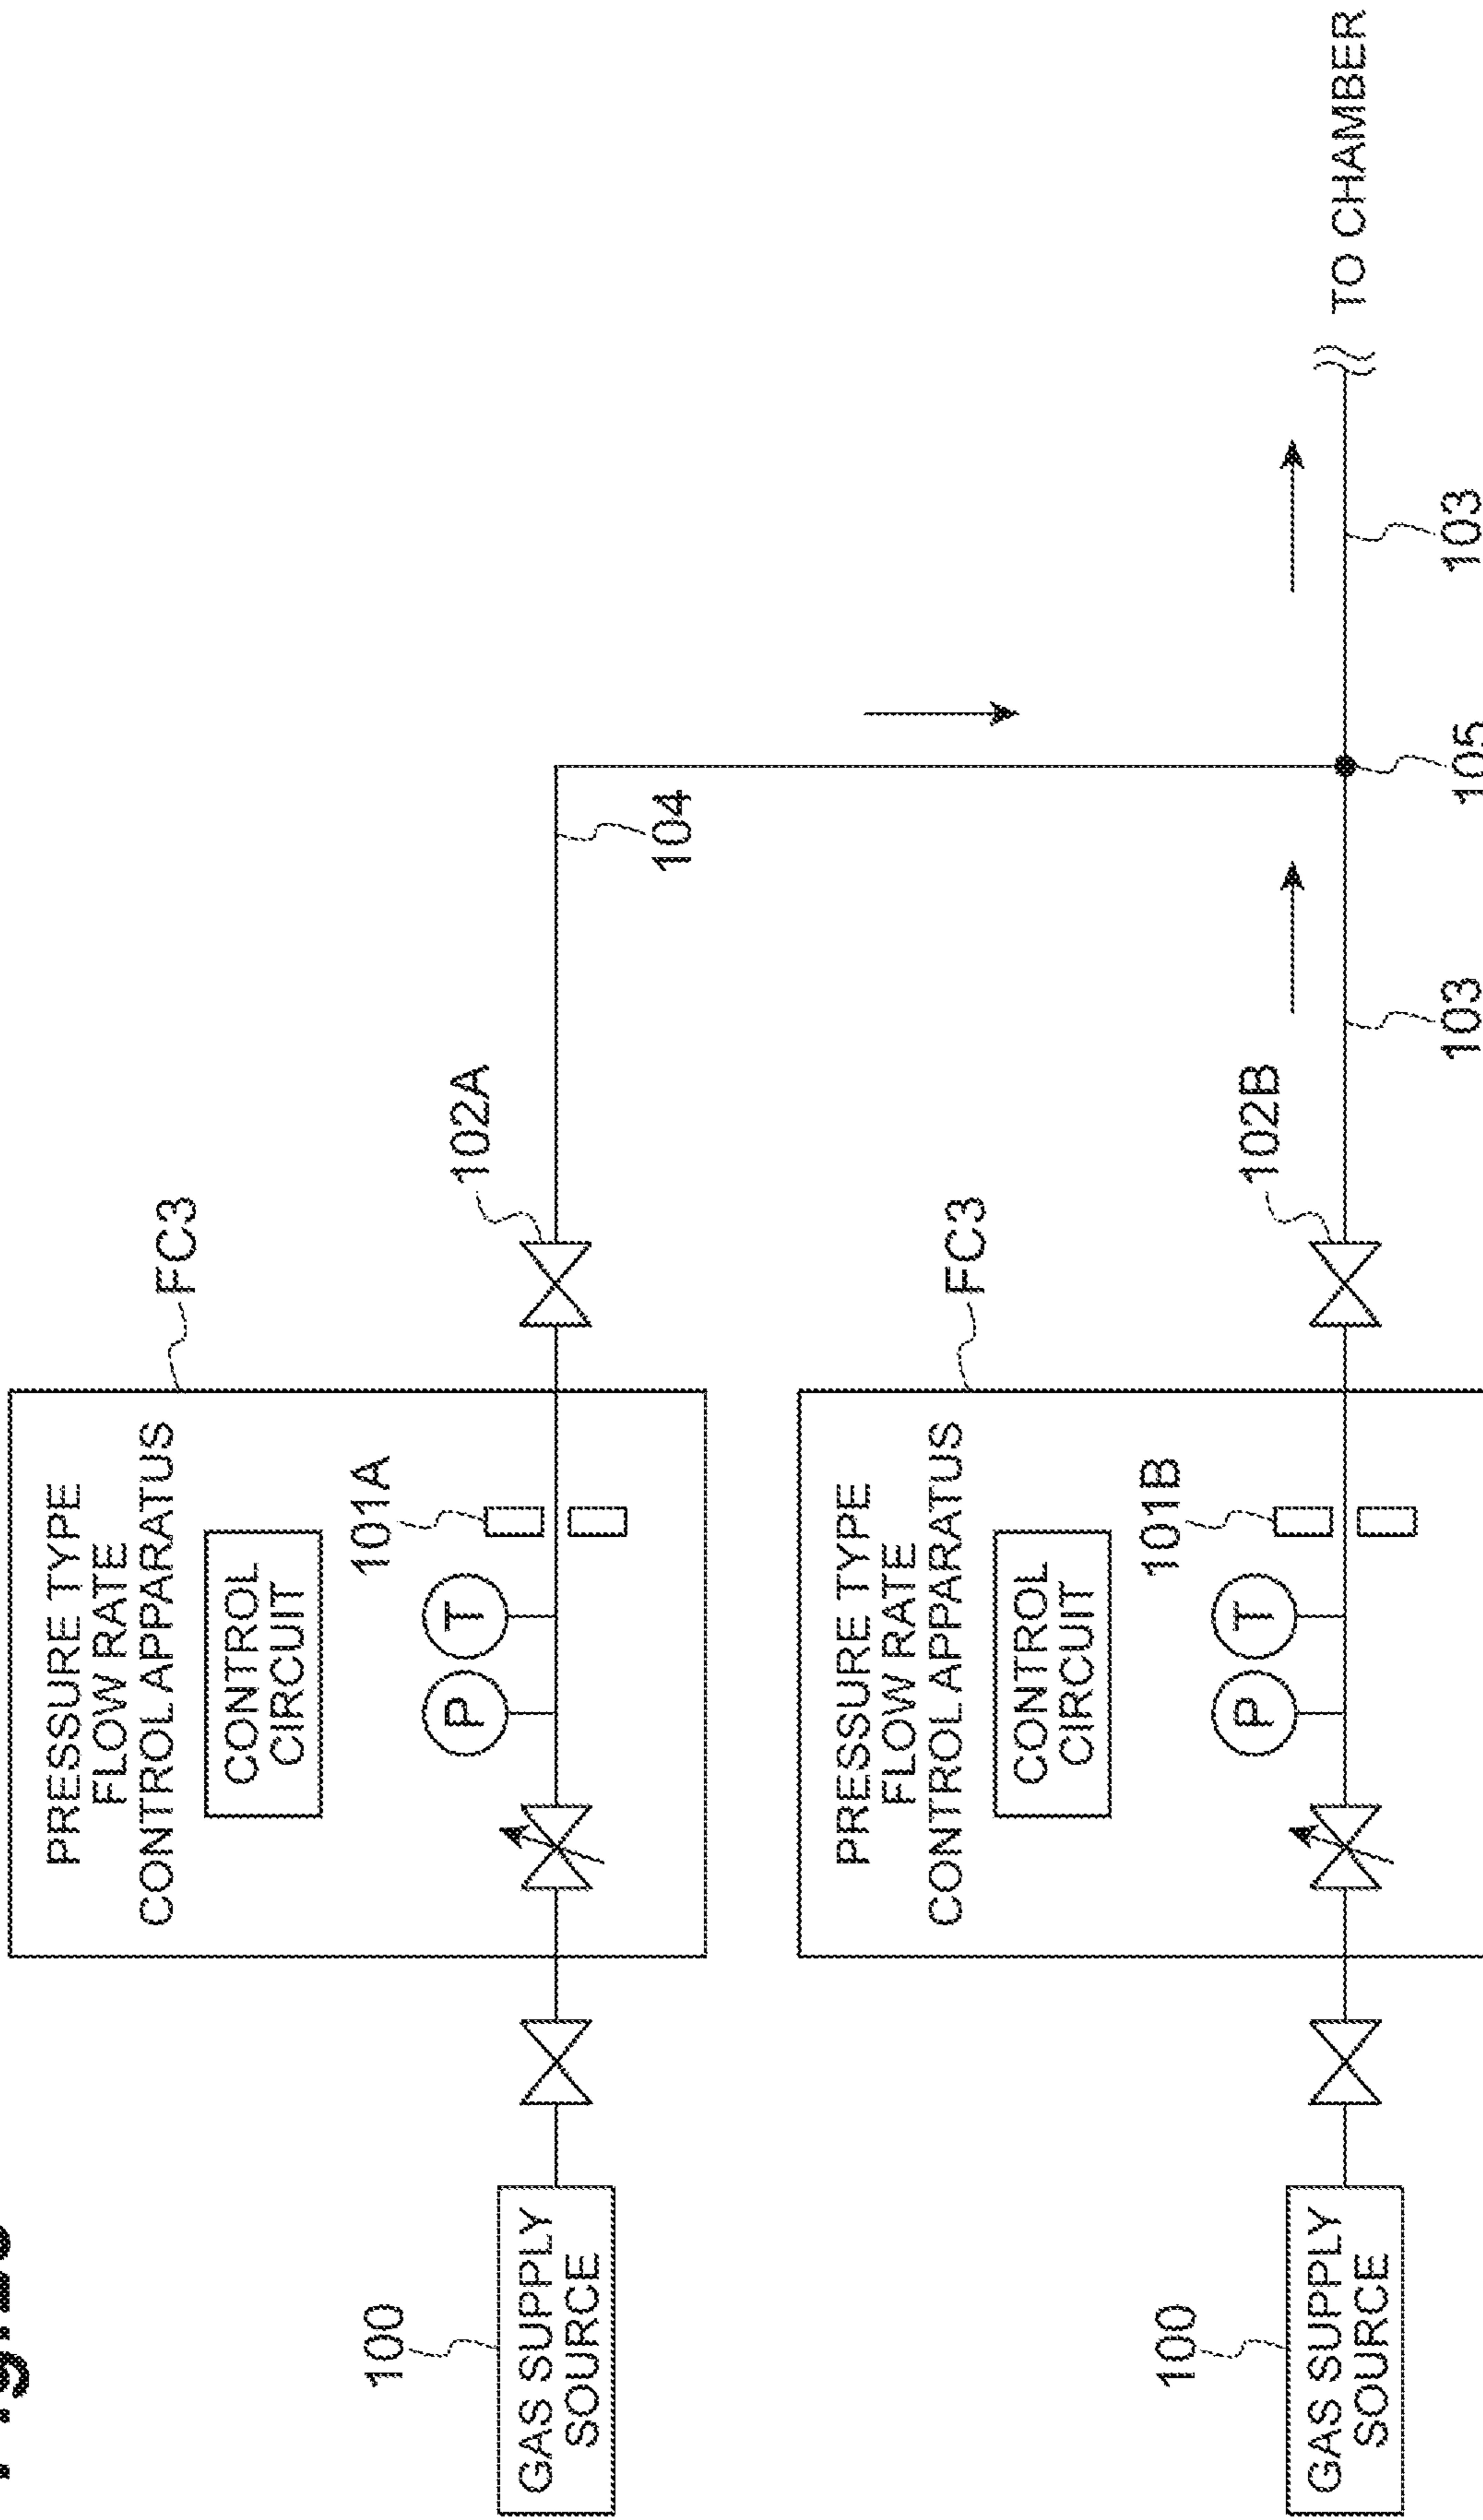 FC3
PRESSURE TYPE
FLOW RATE
CONTROL APPARATUS
CONTROL
CIRCUIT
101A
P
T
102A
104
100
GAS SUPPLY
SOURCE
FC3
PRESSURE TYPE
FLOW RATE
CONTROL APPARATUS
CONTROL
CIRCUIT
101B
P
T
102B
100
GAS SUPPLY
SOURCE
TO CHAMBER
103
105
103